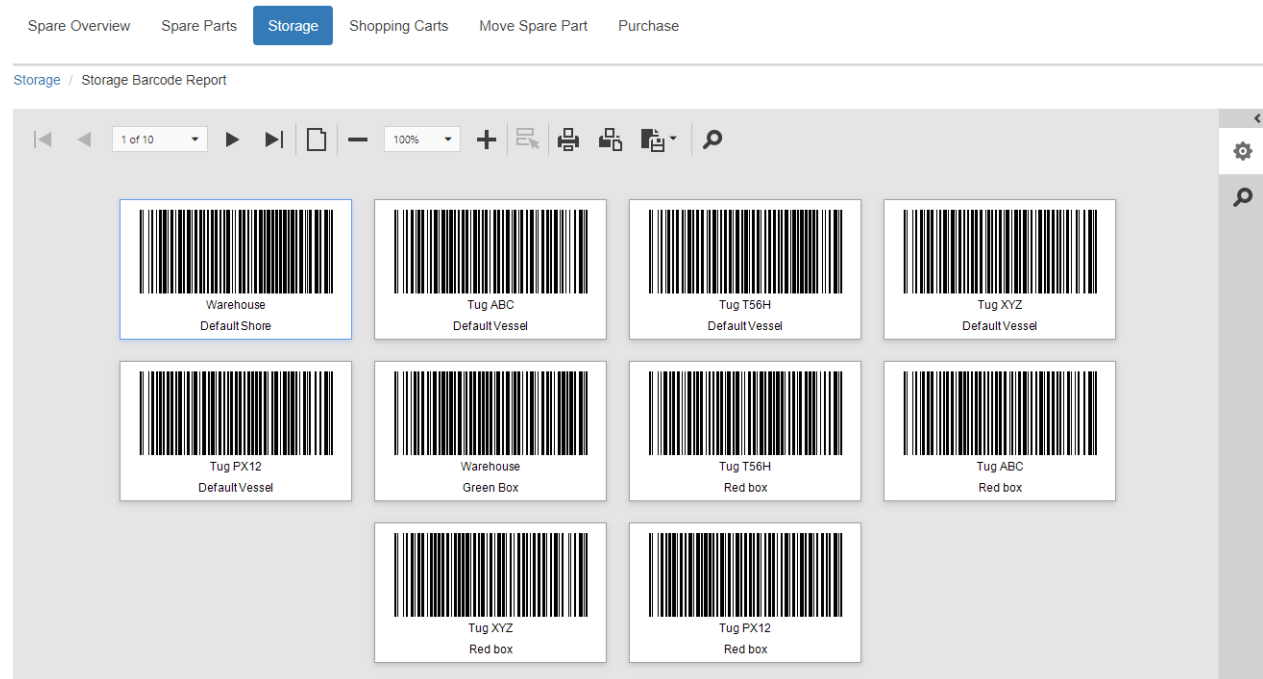 Spare Overview Spare Parts Storage Shopping Carts Move Spare Part Purchase
Storage / Storage Barcode Report
1 of 10 100%
Warehouse
Default Shore
Tug ABC
Default Vessel
Tug T56H
Default Vessel
Tug XYZ
Default Vessel
Tug PX12
Default Vessel
Warehouse
Green Box
Tug T56H
Red box
Tug ABC
Red box
Tug XYZ
Red box
Tug PX12
Red box